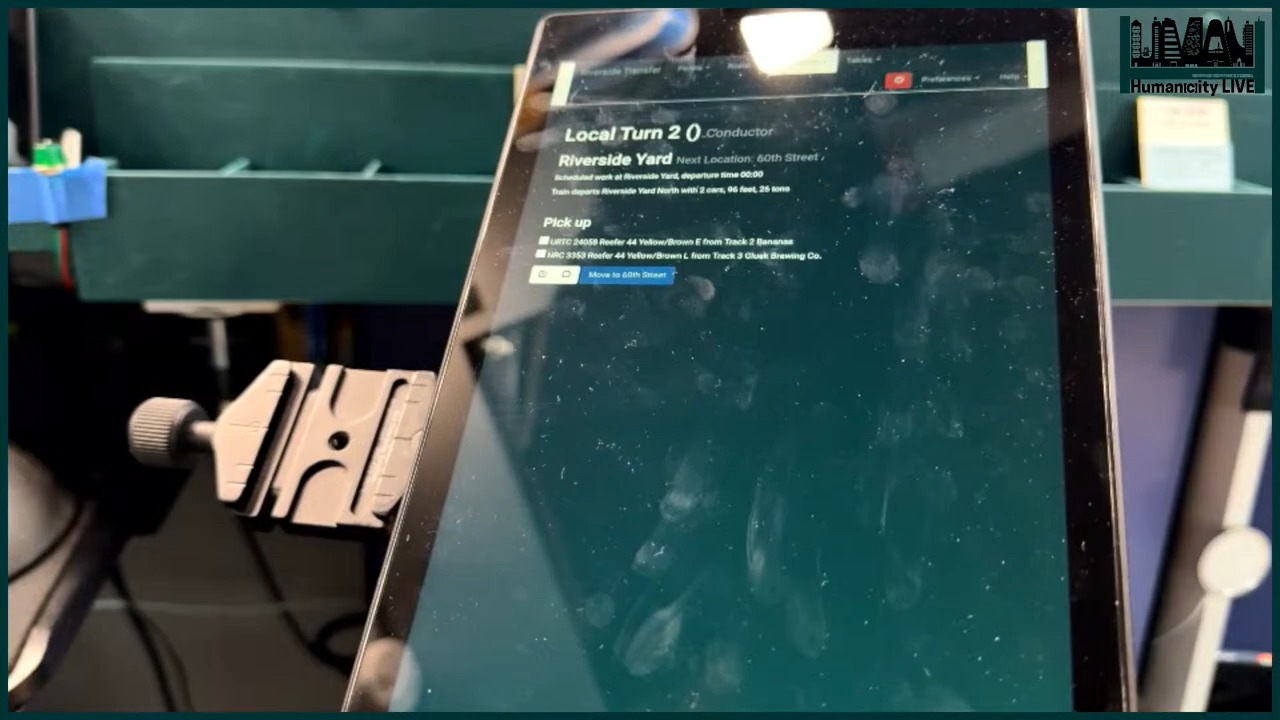 HUMAN
Humanicity LIVE
Riverside Transfer
Tables
Preferences
Help
Local Turn 2 () Conductor
Riverside Yard Next Location: 60th Street
Scheduled work at Riverside Yard, departure time 00:00
Train departs Riverside Yard North with 2 cars, 96 feet, 26 tons
Pick up
URTC 24058 Reefer 44 Yellow/Brown E from Track 2 Bananas
NRC 3353 Reefer 44 Yellow/Brown L from Track 3 Gluek Brewing Co.
Move to 60th Street